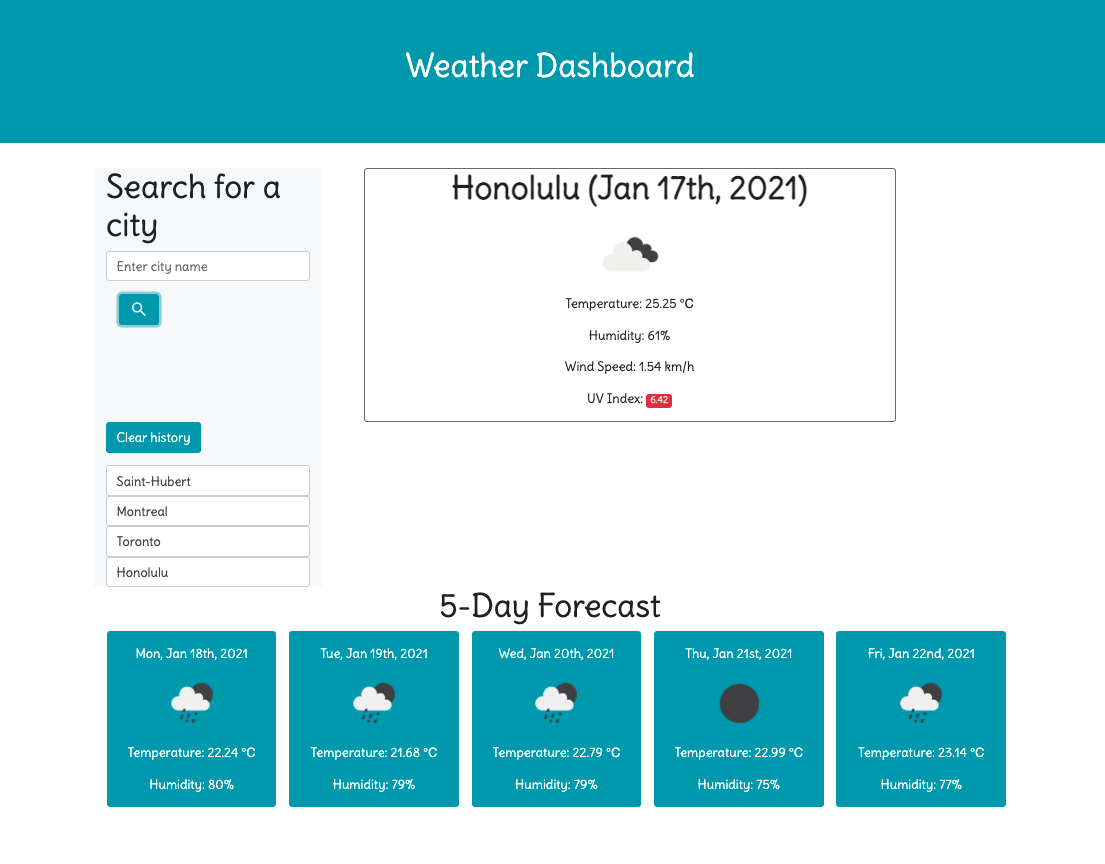 Weather Dashboard
Search for a
city
Enter city name
Clear history
Saint-Hubert
Montreal
Toronto
Honolulu
Honolulu (Jan 17th, 2021)
Temperature: 25.25 °C
Humidity: 61%
Wind Speed: 1.54 km/h
UV Index: 6.42
5-Day Forecast
Mon, Jan 18th, 2021
Temperature: 22.24 °C
Humidity: 80%
Tue, Jan 19th, 2021
Temperature: 21.68 °C
Humidity: 79%
Wed, Jan 20th, 2021
Temperature: 22.79 °C
Humidity: 79%
Thu, Jan 21st, 2021
Temperature: 22.99 °C
Humidity: 75%
Fri, Jan 22nd, 2021
Temperature: 23.14 °C
Humidity: 77%